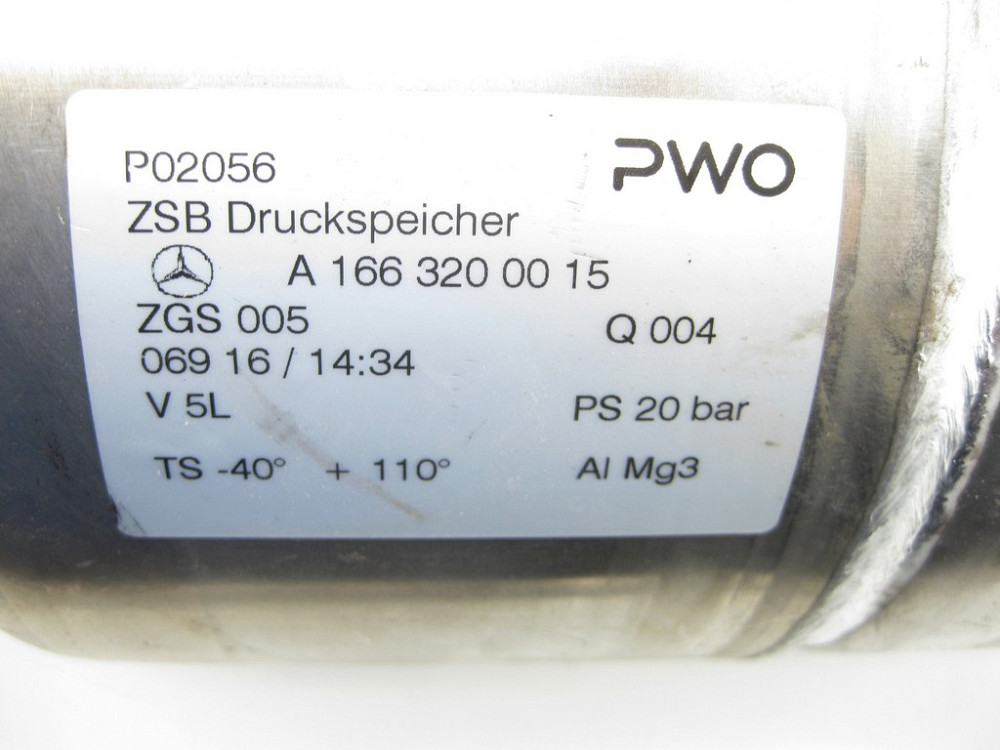 P02056 PWO
ZSB Druckspeicher
A 166 320 00 15
ZGS 005 Q 004
069 16 / 14:34
V 5L PS 20 bar
TS -40° + 110° Al Mg3